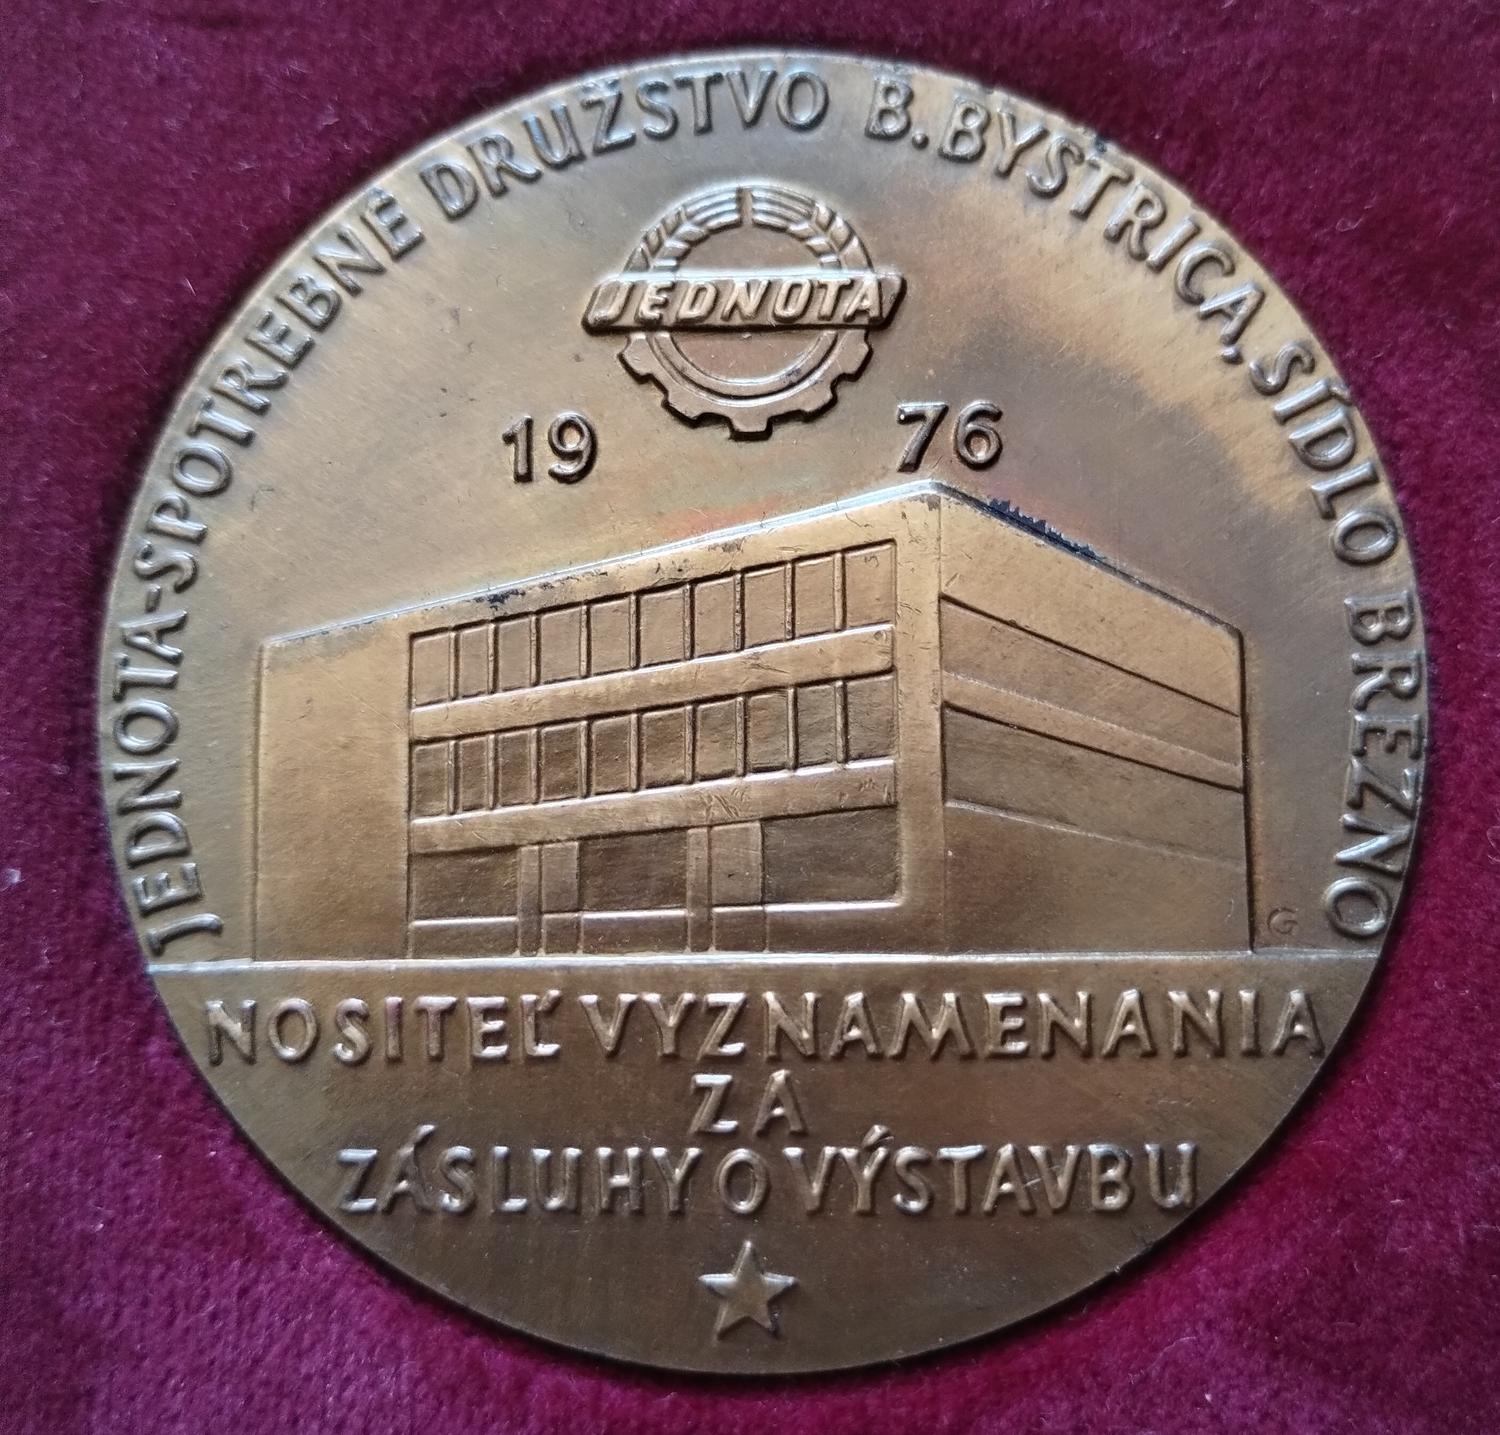 JEDNOTA-SPOTREBNÉ DRUŽSTVO B. BYSTRICA, SÍDLO BREZNO
JEDNOTA
19 76
G
NOSITEĽ VYZNAMENANIA
ZA
ZÁSLUHY O VÝSTAVBU